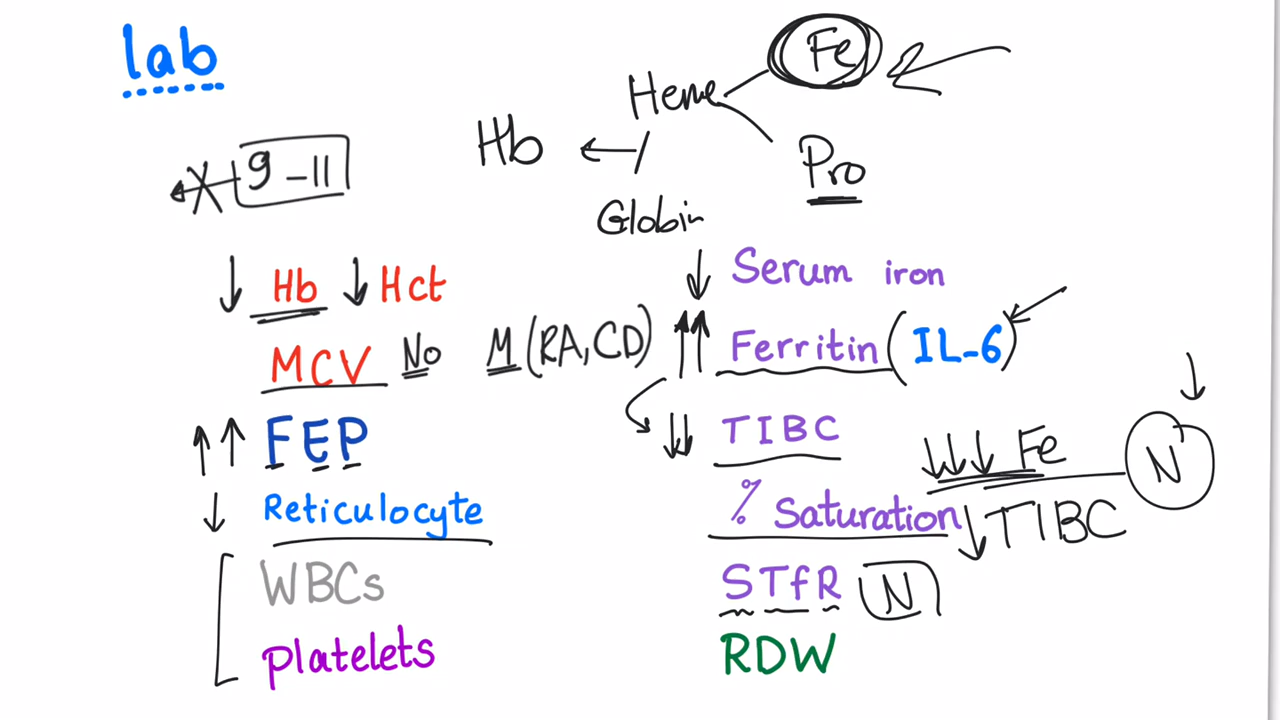 lab
Fe
Heme
Hb
Pro
9-11
Globin
↓ Hb ↓ Hct
MCV No M (RA, CD)
↑↑ FEP
↓ Reticulocyte
WBCs
platelets
↓ Serum iron
↑↑ Ferritin (IL-6)
↓↓ TIBC
% Saturation
↓↓↓ Fe
↓ TIBC
↓
N
STfR N
RDW